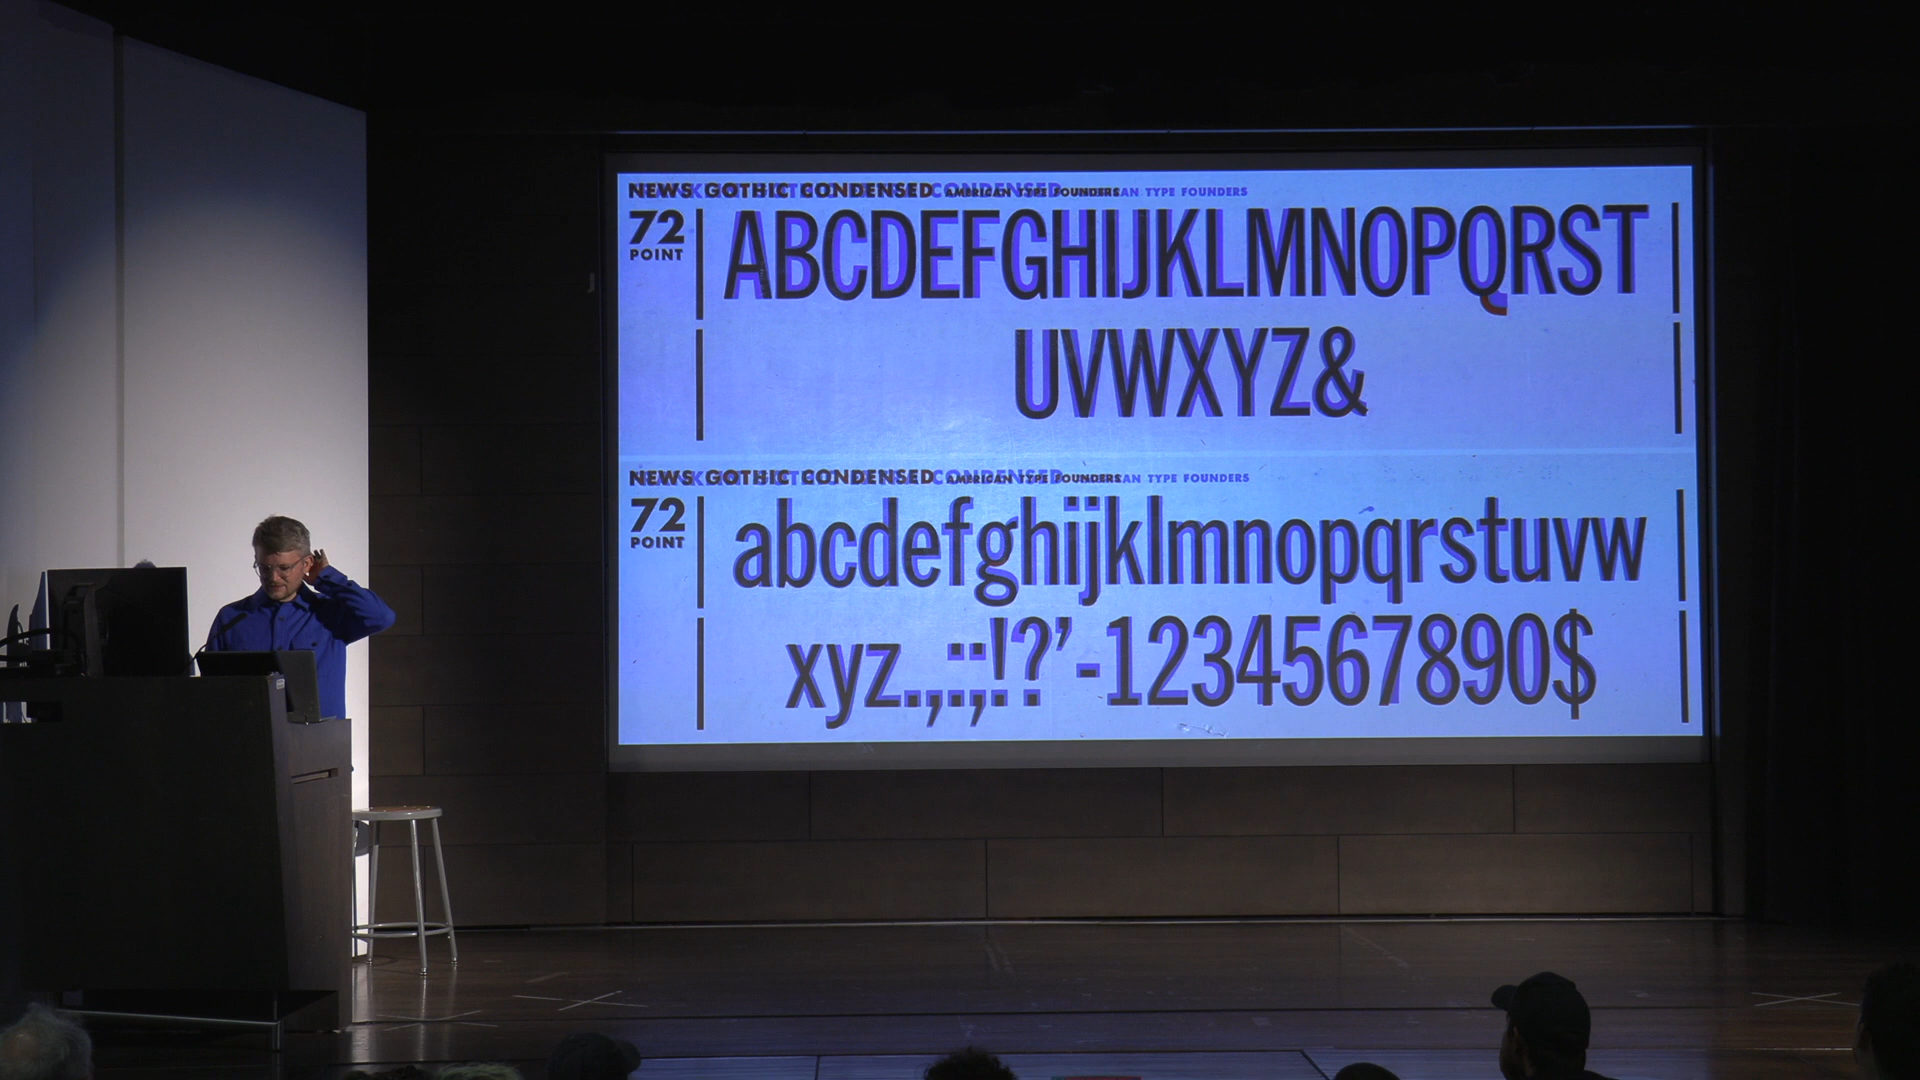 NEWS GOTHIC CONDENSED AMERICAN TYPE FOUNDERS
72
POINT
ABCDEFGHIJKLMNOPQRST
UVWXYZ&
NEWS GOTHIC CONDENSED AMERICAN TYPE FOUNDERS
72
POINT
abcdefghijklmnopqrstuvw
xyz.,:;!?’-1234567890$